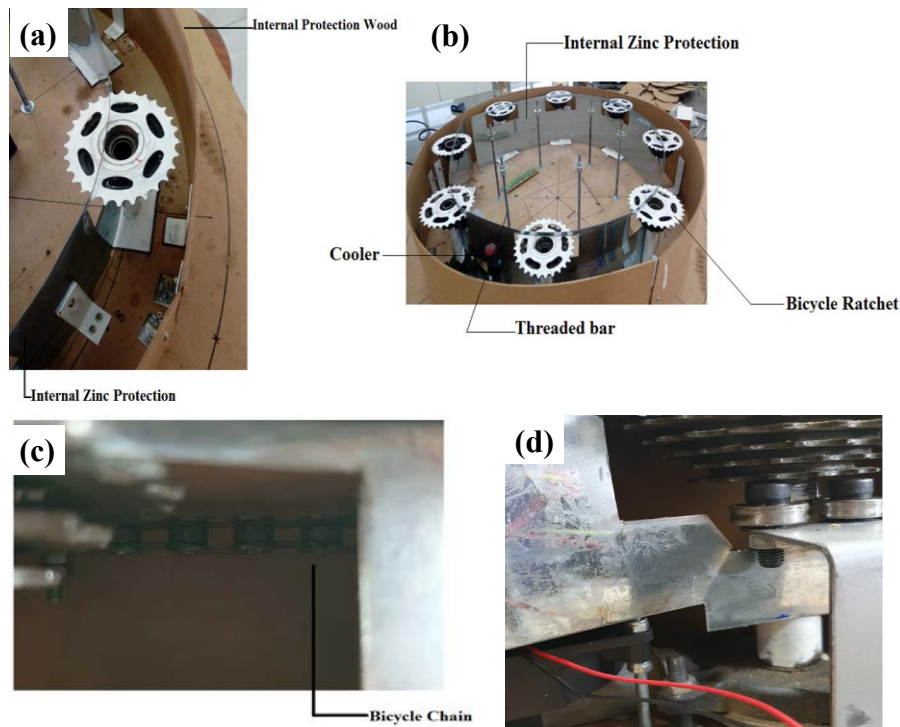 (a)
Internal Protection Wood
Internal Zinc Protection
(b)
Internal Zinc Protection
Cooler
Threaded bar
Bicycle Ratchet
(c)
Bicycle Chain
(d)